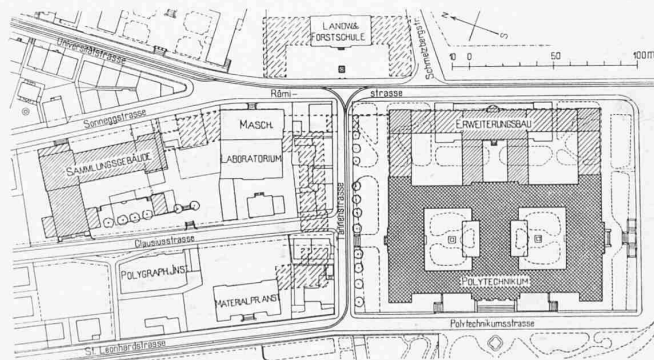 LANDW.&
FORSTSCHULE
Universitätstrasse
Schmelzbergstr.
N
S
10 0 50 100m
Sonneggstrasse
Rämi-
strasse
MASCH.
LABORATORIUM
ERWEITERUNGSBAU
SAMMLUNGSGEBÄUDE
Tannenstrasse
Clausiusstrasse
POLYGRAPH. INST.
POLYTECHNIKUM
MATERIALPR.ANST.
Polytechnikumsstrasse
St. Leonhardstrasse